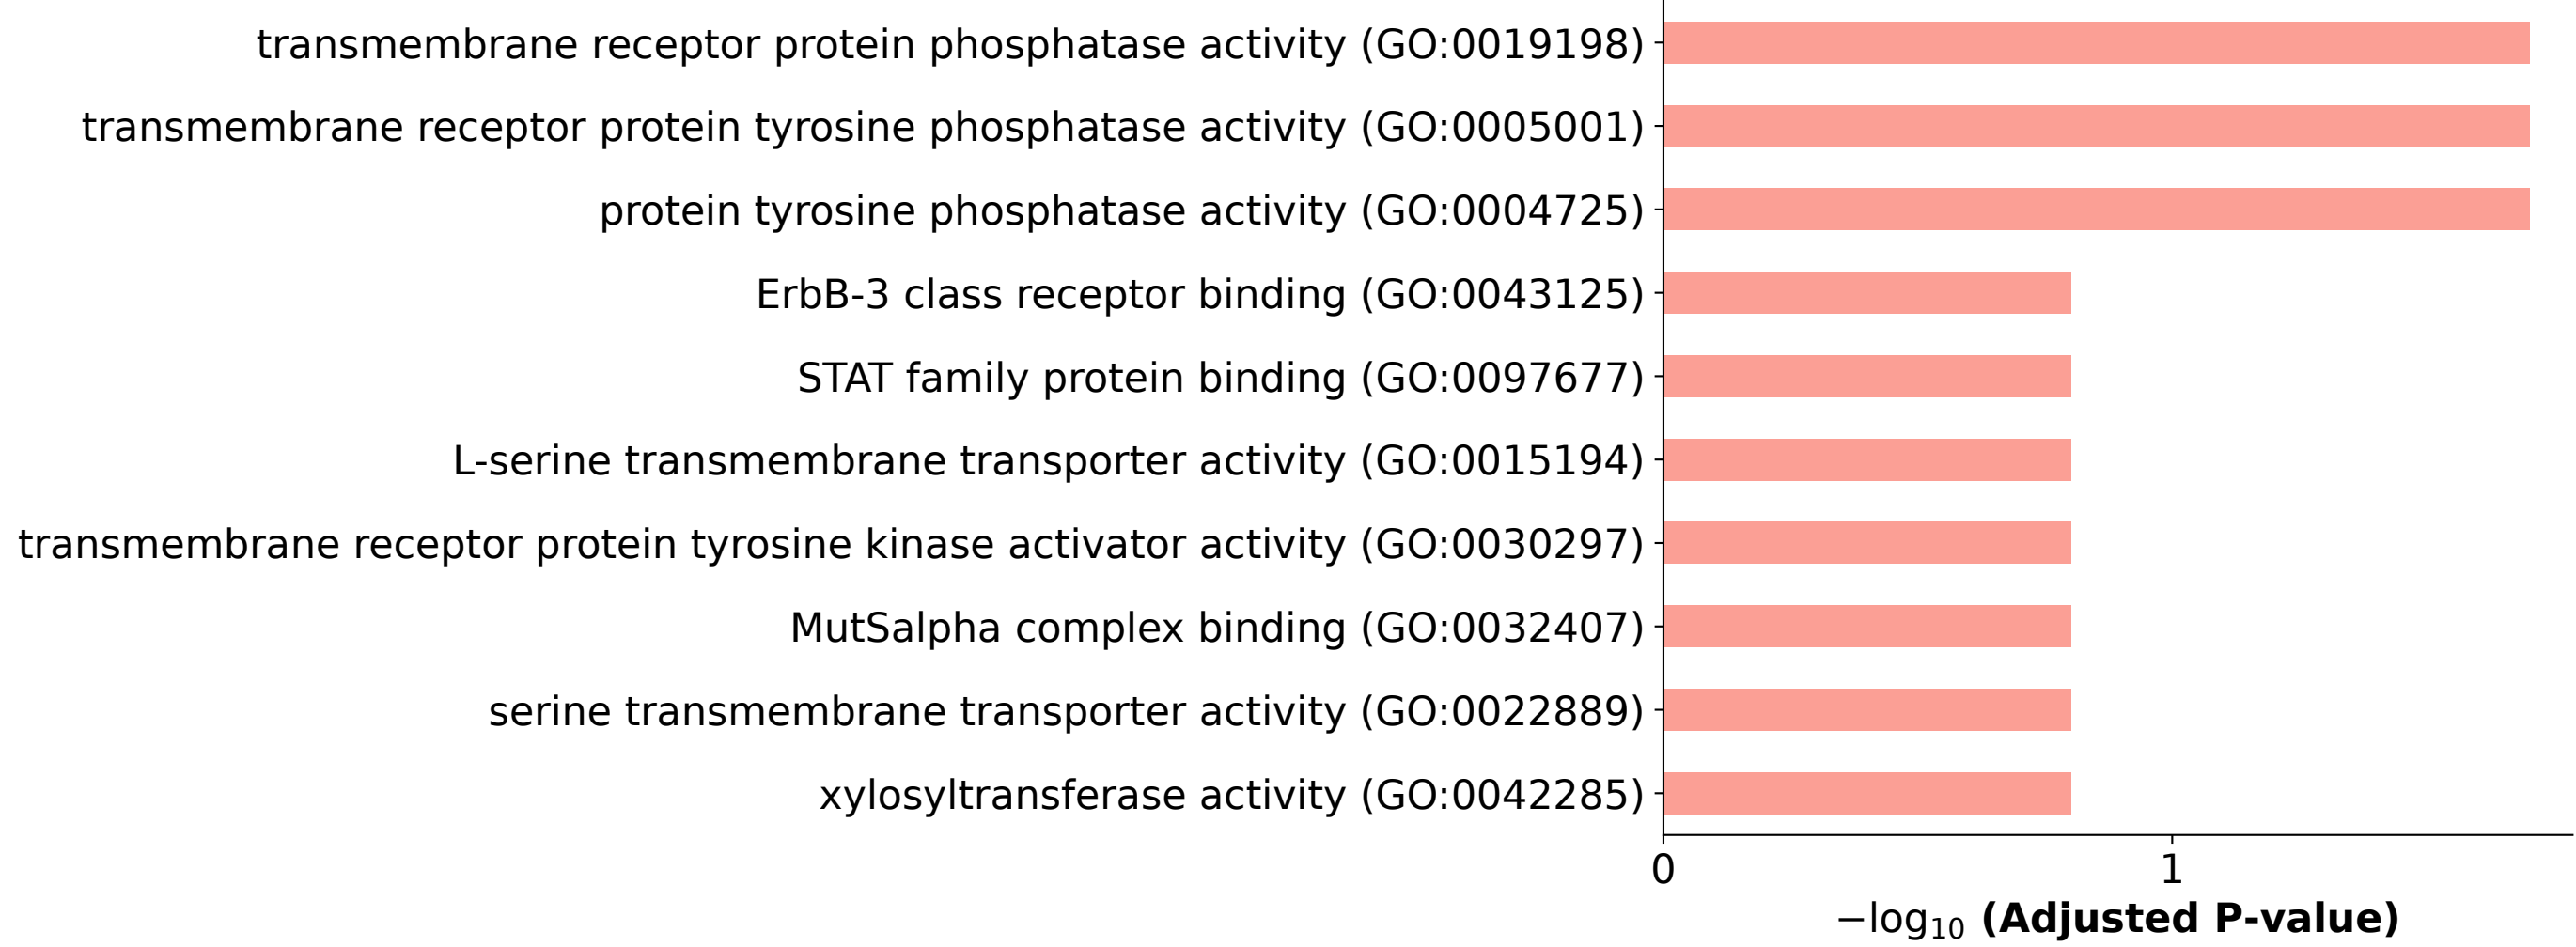 transmembrane receptor protein phosphatase activity (GO:0019198)
transmembrane receptor protein tyrosine phosphatase activity (GO:0005001)
protein tyrosine phosphatase activity (GO:0004725)
ErbB-3 class receptor binding (GO:0043125)
STAT family protein binding (GO:0097677)
L-serine transmembrane transporter activity (GO:0015194)
transmembrane receptor protein tyrosine kinase activator activity (GO:0030297)
MutSalpha complex binding (GO:0032407)
serine transmembrane transporter activity (GO:0022889)
xylosyltransferase activity (GO:0042285)
0 1
−log₁₀ (Adjusted P-value)